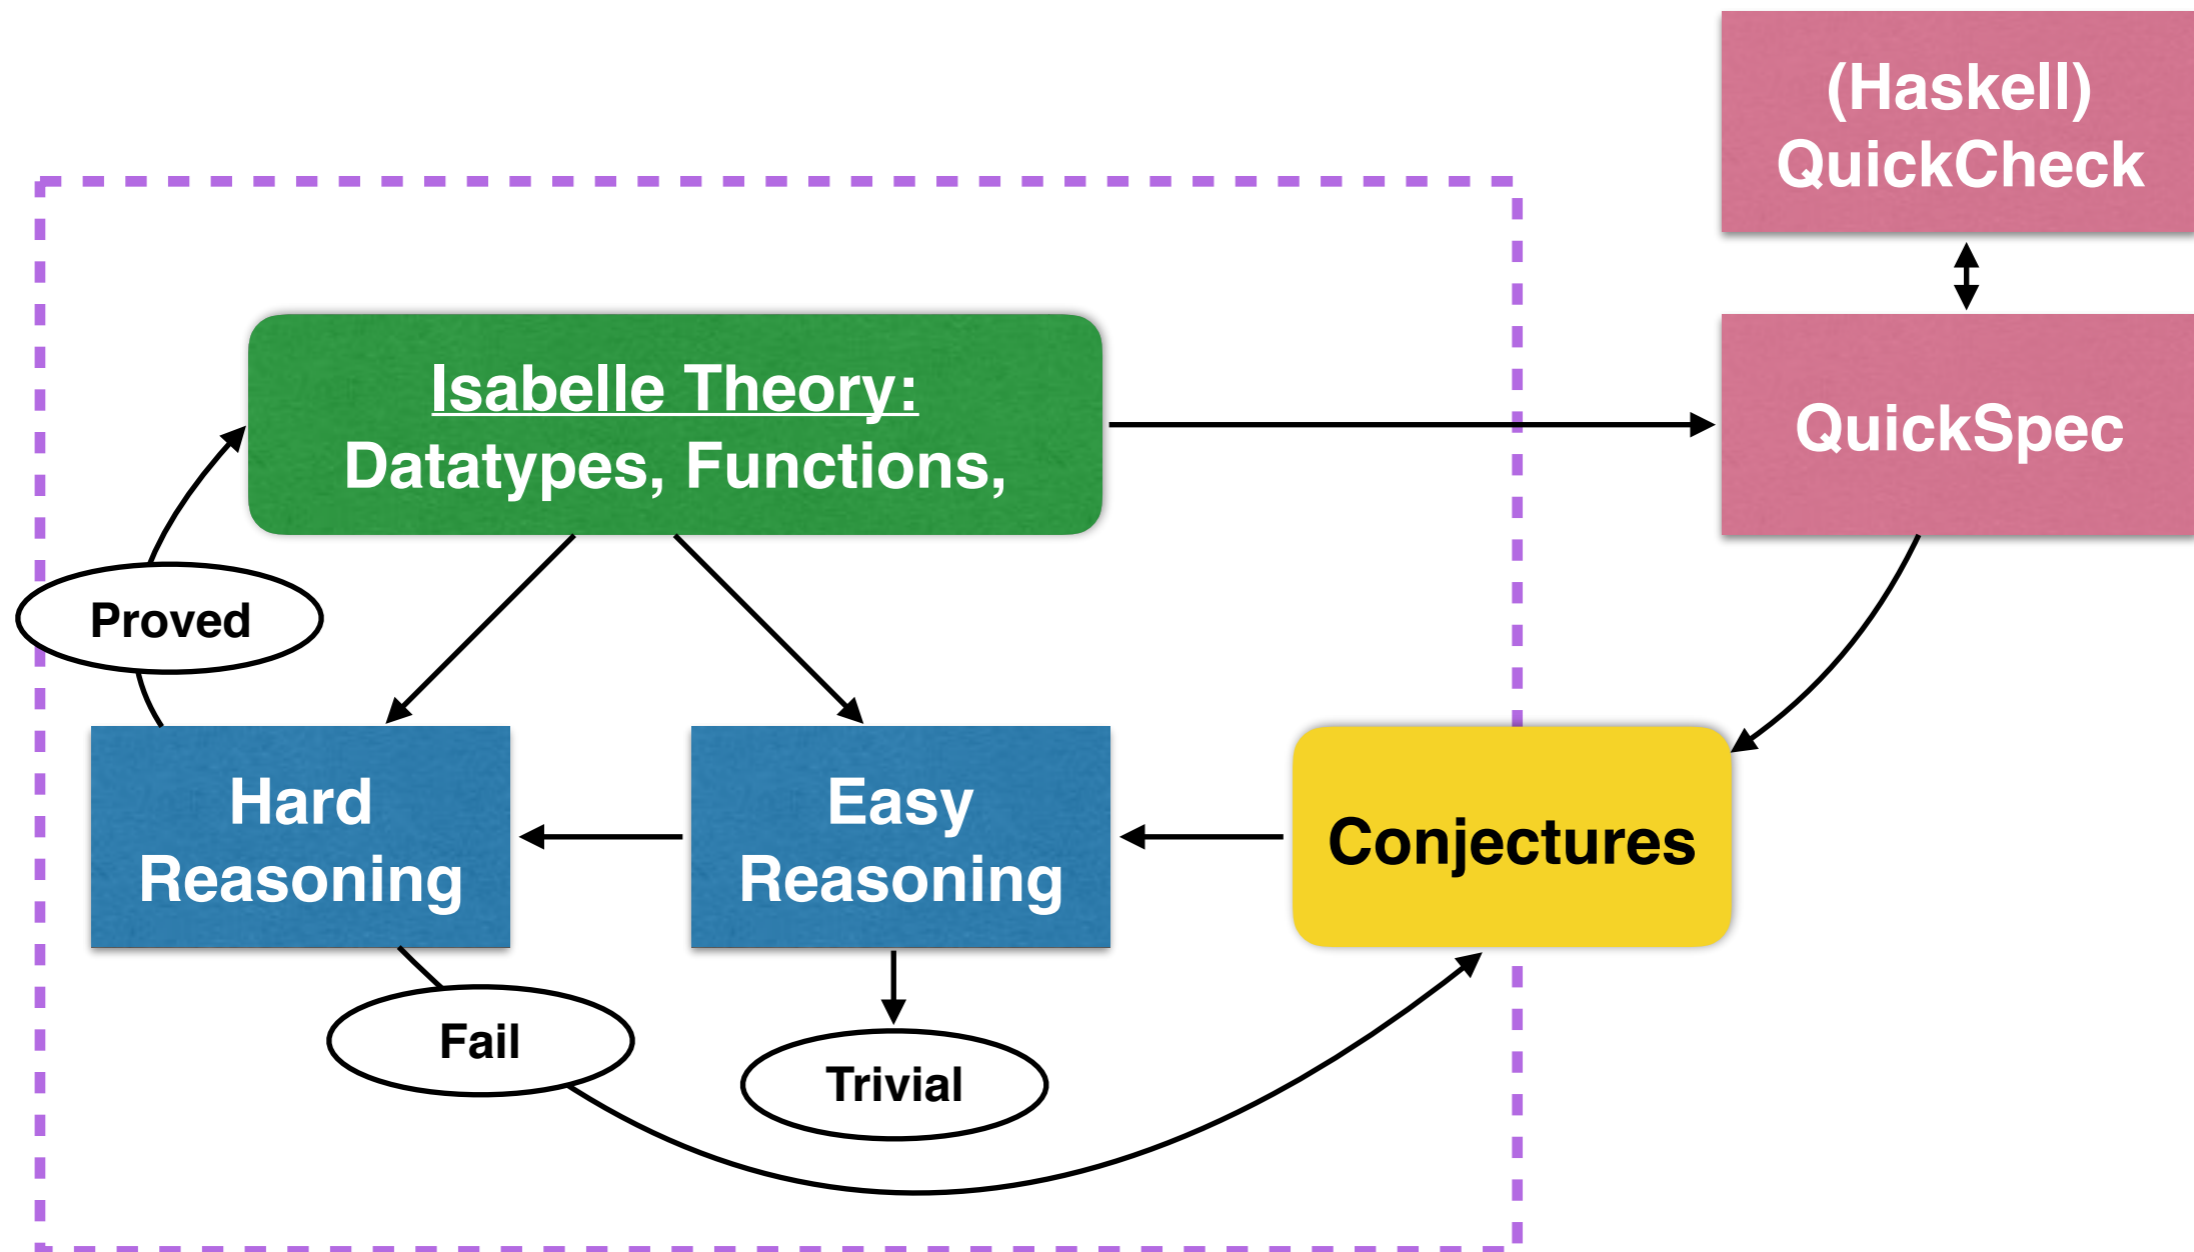 (Haskell)
QuickCheck
Isabelle Theory:
Datatypes, Functions,
QuickSpec
Proved
Hard
Reasoning
Easy
Reasoning
Conjectures
Fail
Trivial